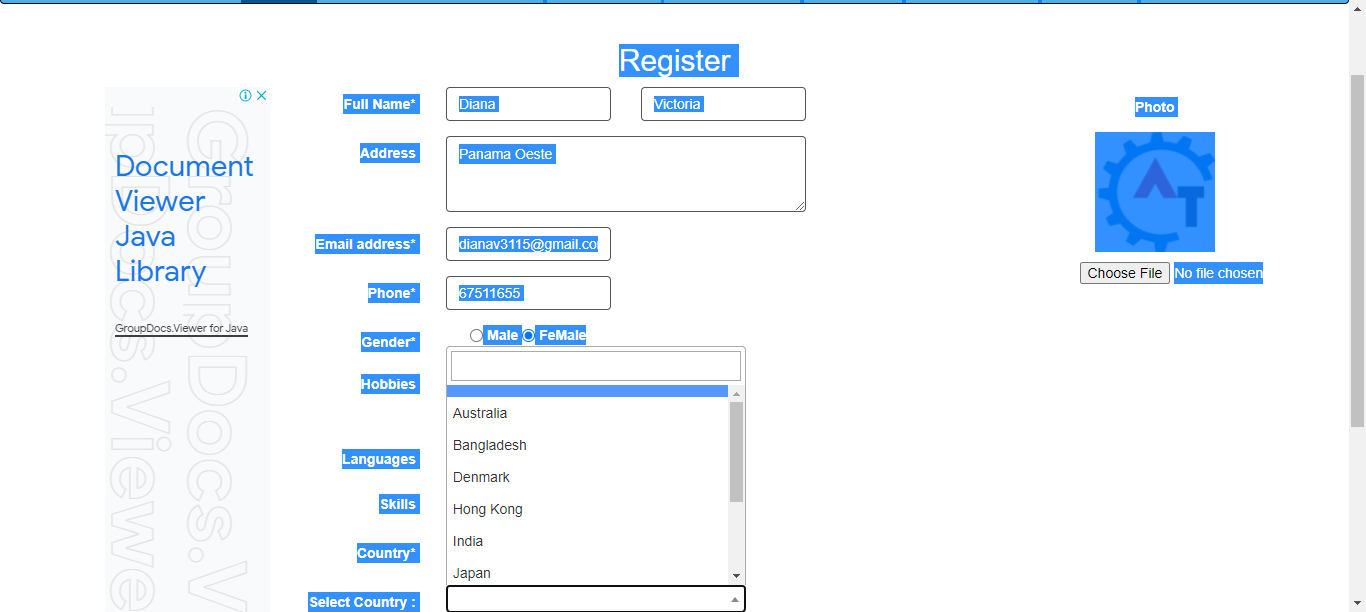 Register
Full Name* Diana Victoria
Photo
Address Panama Oeste
Document
Viewer
Java
Library
GroupDocs.Viewer for Java
Email address* dianav3115@gmail.co
Choose File No file chosen
Phone* 67511655
Gender* Male FeMale
Hobbies
Languages
Skills
Country*
Australia
Bangladesh
Denmark
Hong Kong
India
Japan
Select Country :
AT
GroupDocs.Viewe